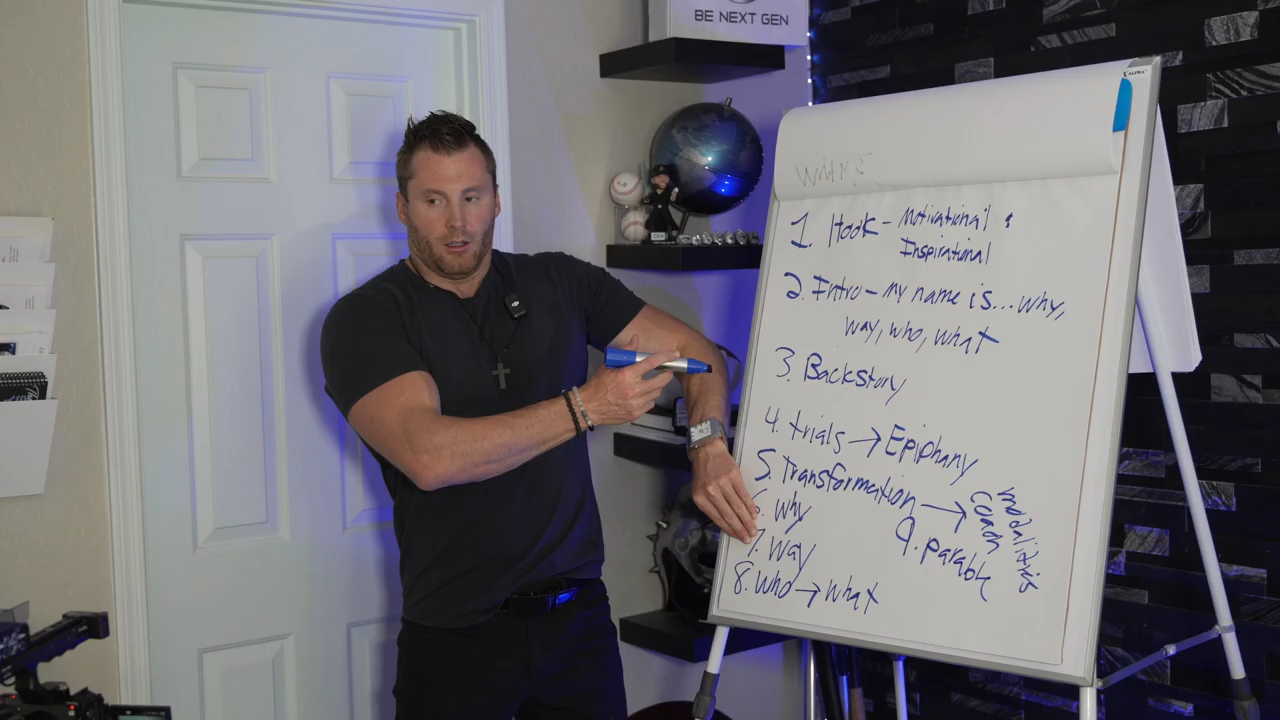 BE NEXT GEN
1. Hook - Motivational &
Inspirational
2. Intro - my name is... why,
way, who, what
3. Backstory
4. trials → Epiphany
5. transformation → coach
modalities
6. why
7. way
8. who → what
9. parable